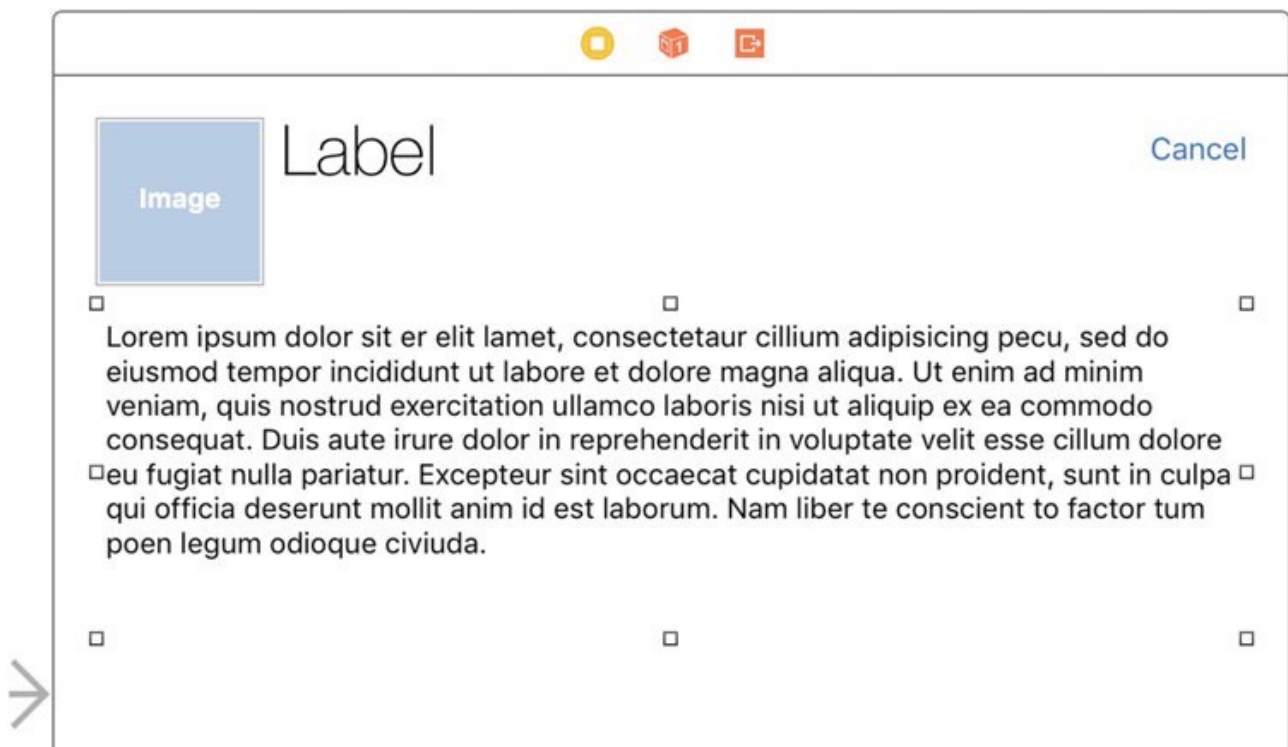 Label
Cancel
Image
Lorem ipsum dolor sit er elit lamet, consectetaur cillium adipisicing pecu, sed do
eiusmod tempor incididunt ut labore et dolore magna aliqua. Ut enim ad minim
veniam, quis nostrud exercitation ullamco laboris nisi ut aliquip ex ea commodo
consequat. Duis aute irure dolor in reprehenderit in voluptate velit esse cillum dolore
eu fugiat nulla pariatur. Excepteur sint occaecat cupidatat non proident, sunt in culpa
qui officia deserunt mollit anim id est laborum. Nam liber te conscient to factor tum
poen legum odioque civiuda.